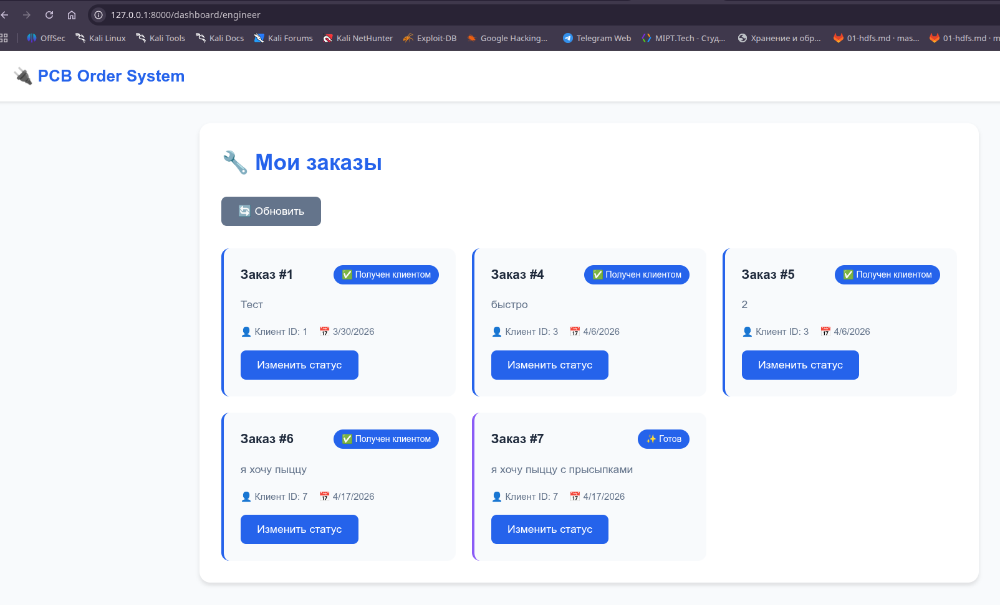 127.0.0.1:8000/dashboard/engineer
OffSec Kali Linux Kali Tools Kali Docs Kali Forums Kali NetHunter Exploit-DB Google Hacking... Telegram Web MIPT.Tech - Студ... Хранение и обр... 01-hdfs.md · mas... 01-hdfs.md · m
PCB Order System
Мои заказы
Обновить
Заказ #1 Получен клиентом
Тест
Клиент ID: 1 3/30/2026
Изменить статус
Заказ #4 Получен клиентом
быстро
Клиент ID: 3 4/6/2026
Изменить статус
Заказ #5 Получен клиентом
2
Клиент ID: 3 4/6/2026
Изменить статус
Заказ #6 Получен клиентом
я хочу пыццу
Клиент ID: 7 4/17/2026
Изменить статус
Заказ #7 Готов
я хочу пыццу с прысыпками
Клиент ID: 7 4/17/2026
Изменить статус